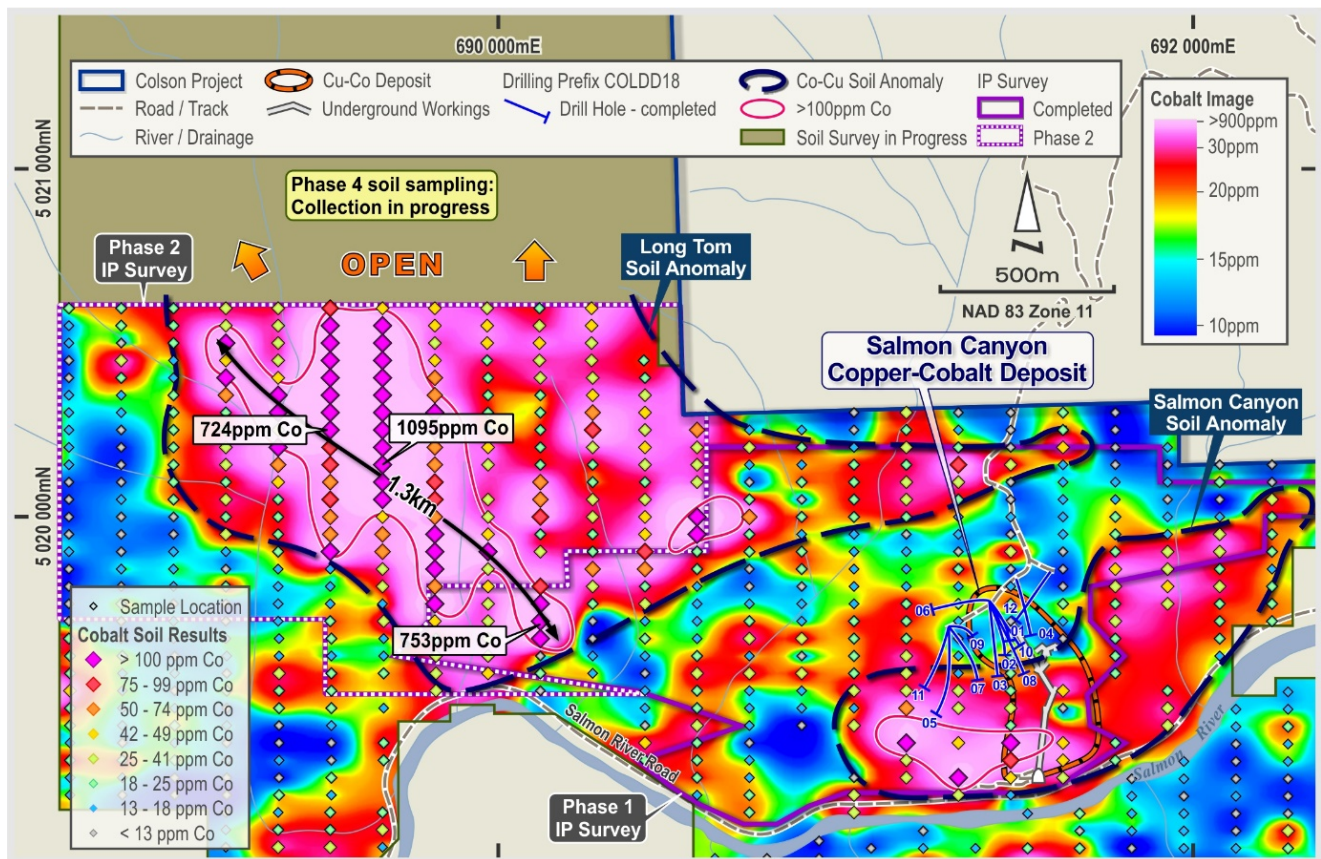 690 000mE
692 000mE
5 021 000mN
5 020 000mN
Colson Project
Road / Track
River / Drainage
Cu-Co Deposit
Underground Workings
Drilling Prefix COLDD18
Drill Hole - completed
Co-Cu Soil Anomaly
>100ppm Co
Soil Survey in Progress
IP Survey
Completed
Phase 2
Cobalt Image
>900ppm
30ppm
20ppm
15ppm
10ppm
Phase 4 soil sampling:
Collection in progress
Phase 2
IP Survey
OPEN
Long Tom
Soil Anomaly
N
500m
NAD 83 Zone 11
Salmon Canyon
Copper-Cobalt Deposit
Salmon Canyon
Soil Anomaly
724ppm Co
1095ppm Co
1.3km
753ppm Co
06
12
01
04
09
10
02
08
03
07
11
05
Sample Location
Cobalt Soil Results
> 100 ppm Co
75 - 99 ppm Co
50 - 74 ppm Co
42 - 49 ppm Co
25 - 41 ppm Co
18 - 25 ppm Co
13 - 18 ppm Co
< 13 ppm Co
Salmon River Road
Salmon River
Phase 1
IP Survey